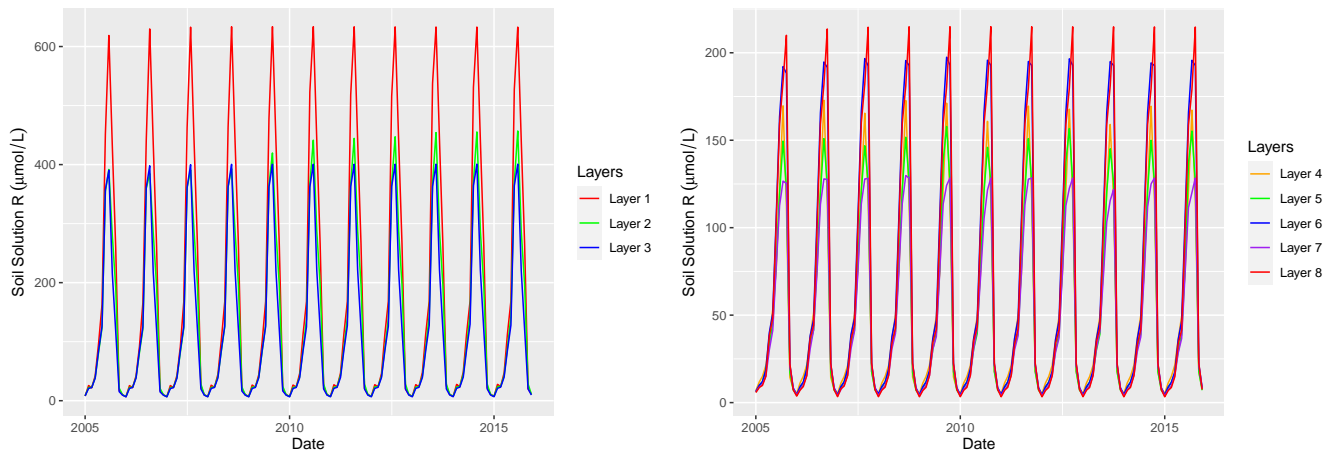 Soil Solution R (μmol/L)
600
400
200
0
2005
2010
2015
Date
Layers
Layer 1
Layer 2
Layer 3
Soil Solution R (μmol/L)
200
150
100
50
0
2005
2010
2015
Date
Layers
Layer 4
Layer 5
Layer 6
Layer 7
Layer 8